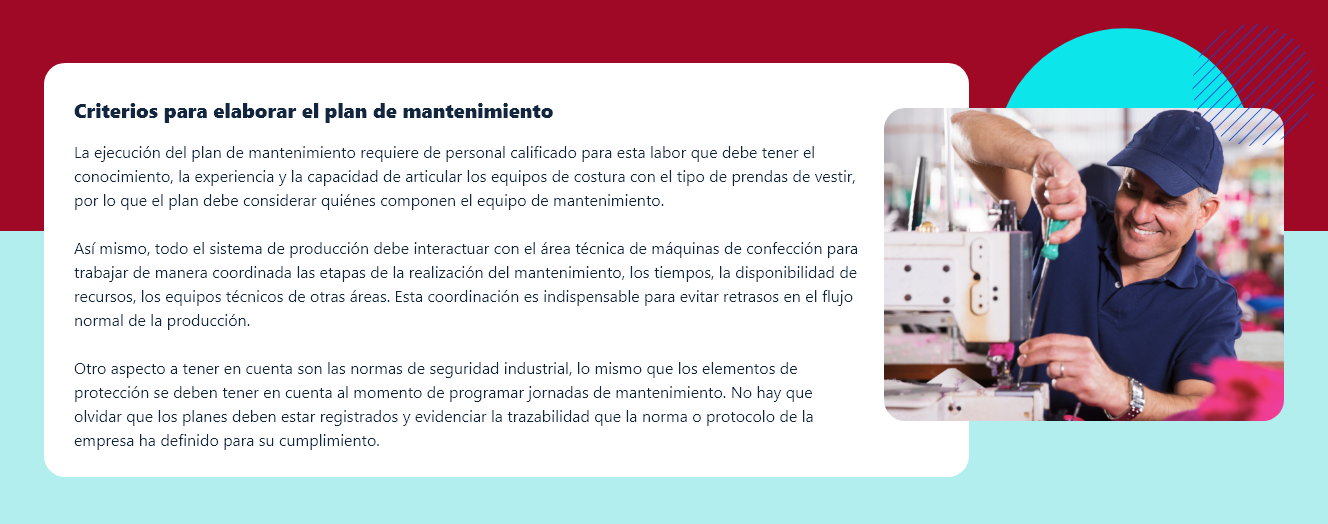 Criterios para elaborar el plan de mantenimiento
La ejecución del plan de mantenimiento requiere de personal calificado para esta labor que debe tener el
conocimiento, la experiencia y la capacidad de articular los equipos de costura con el tipo de prendas de vestir,
por lo que el plan debe considerar quiénes componen el equipo de mantenimiento.
Así mismo, todo el sistema de producción debe interactuar con el área técnica de máquinas de confección para
trabajar de manera coordinada las etapas de la realización del mantenimiento, los tiempos, la disponibilidad de
recursos, los equipos técnicos de otras áreas. Esta coordinación es indispensable para evitar retrasos en el flujo
normal de la producción.
Otro aspecto a tener en cuenta son las normas de seguridad industrial, lo mismo que los elementos de
protección se deben tener en cuenta al momento de programar jornadas de mantenimiento. No hay que
olvidar que los planes deben estar registrados y evidenciar la trazabilidad que la norma o protocolo de la
empresa ha definido para su cumplimiento.